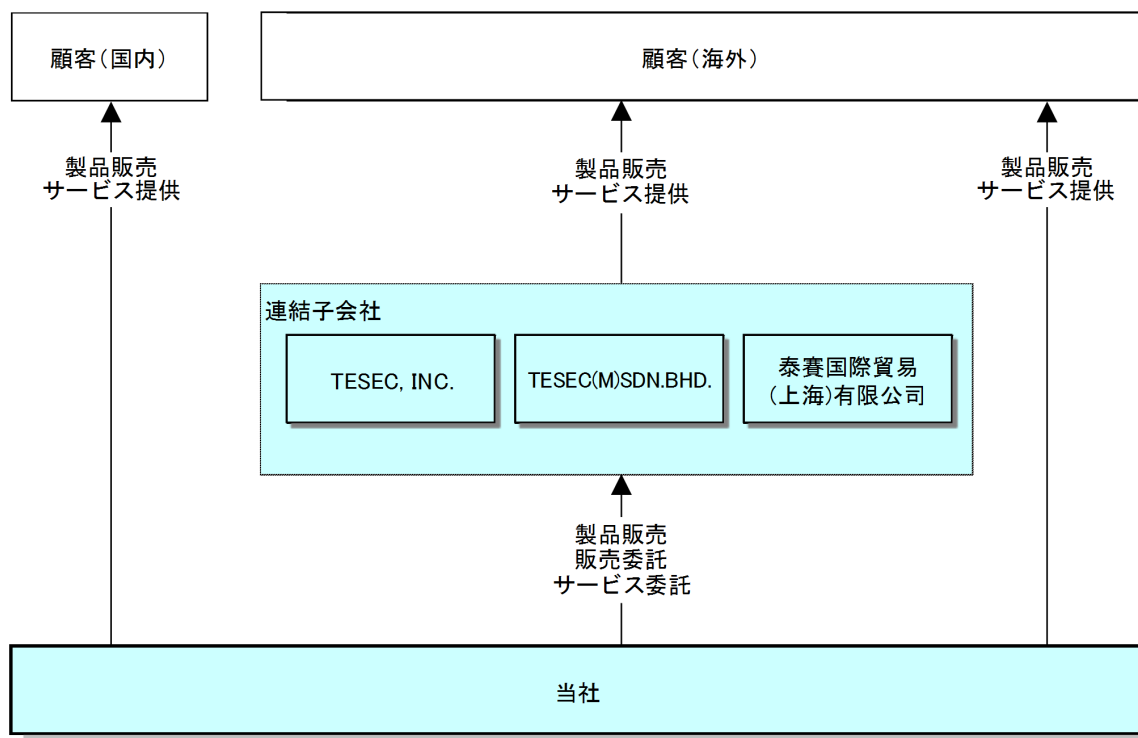 顧客(国内)
顧客(海外)
製品販売
サービス提供
製品販売
サービス提供
製品販売
サービス提供
連結子会社
TESEC, INC.
TESEC(M)SDN.BHD.
泰賽国際貿易
(上海)有限公司
製品販売
販売委託
サービス委託
当社